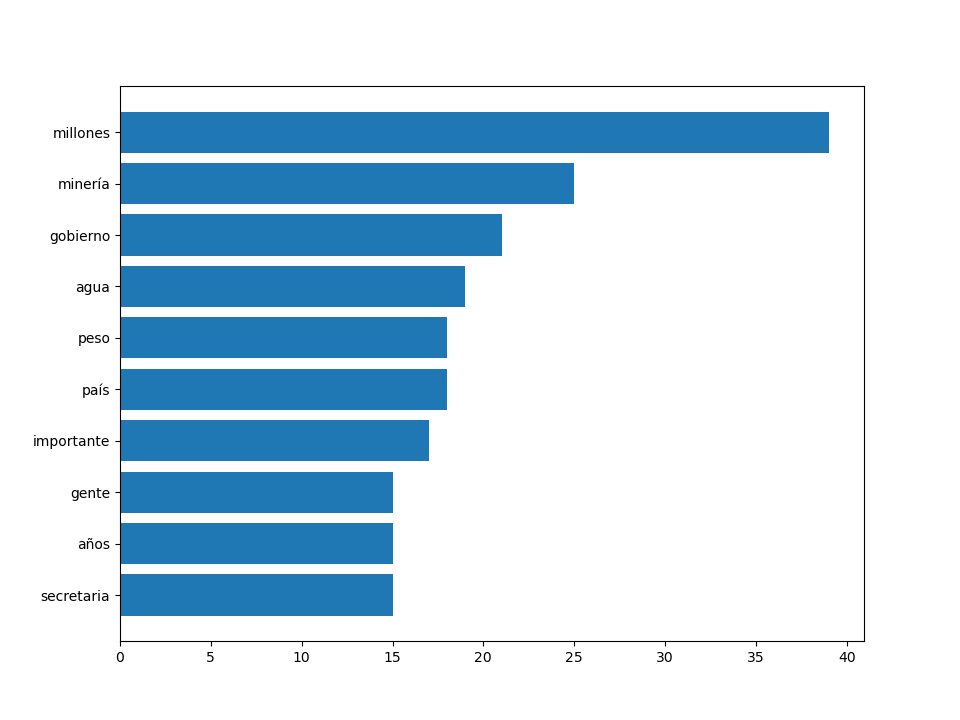 millones
minería
gobierno
agua
peso
país
importante
gente
años
secretaria
0 5 10 15 20 25 30 35 40